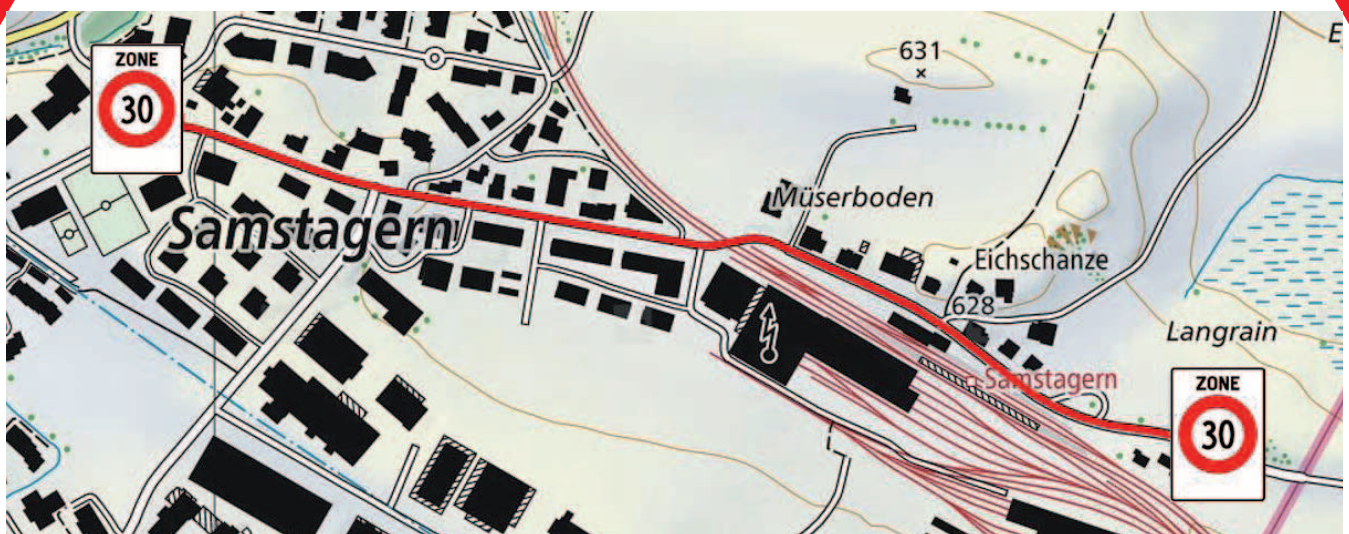 ZONE
30
631
E
Müserboden
Samstagern
Eichschanze
628
Langrain
Samstagern
ZONE
30